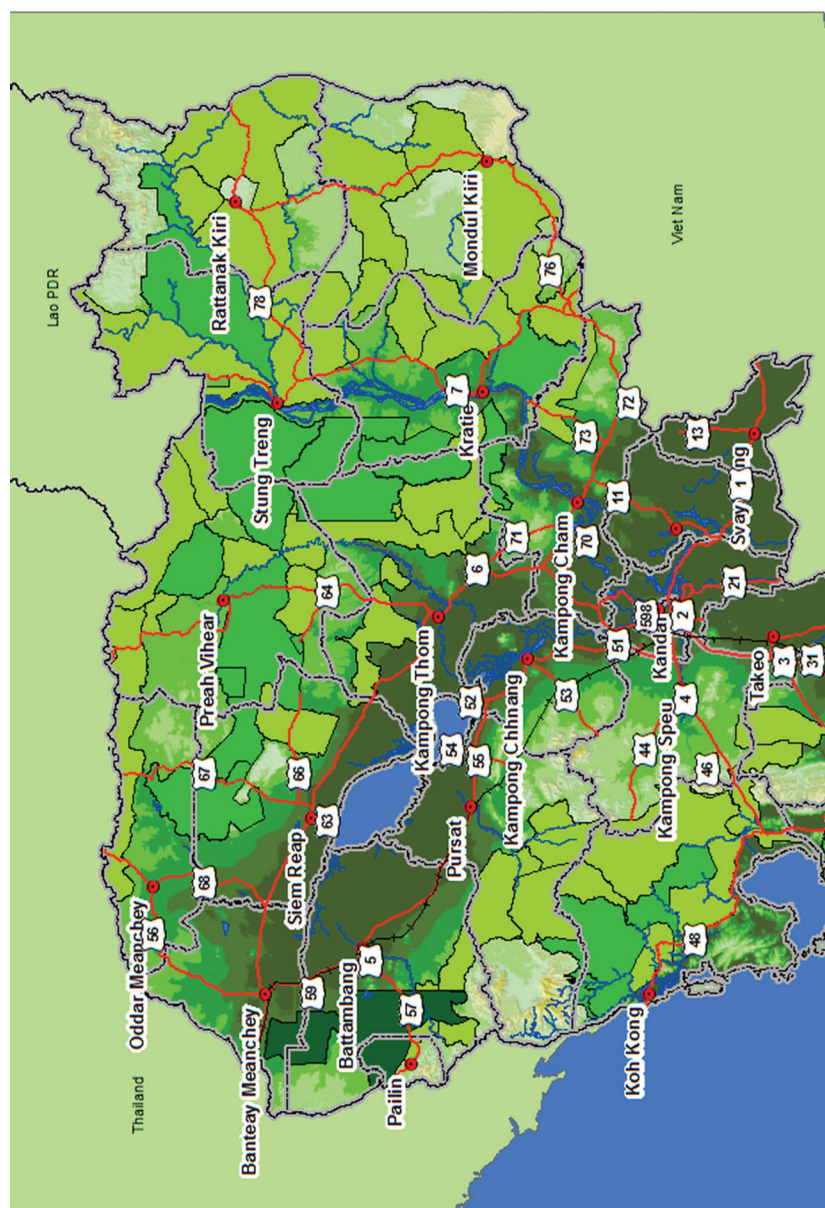 Lao PDR
Thailand
Viet Nam
Oddar Meanchey
56
68
67
Preah Vihear
Rattanak Kiri
78
Stung Treng
Banteay Meanchey
59
Siem Reap
63
66
64
Battambang
5
57
Pailin
Kampong Thom
6
7
Kratie
Mondul Kiri
76
Pursat
54
52
55
Kampong Chhnang
53
71
Kampong Cham
70
73
72
11
13
51
598
Kandan
2
44
Kampong Speu
4
46
Koh Kong
48
Takeo
3
31
21
Svay
1
ng